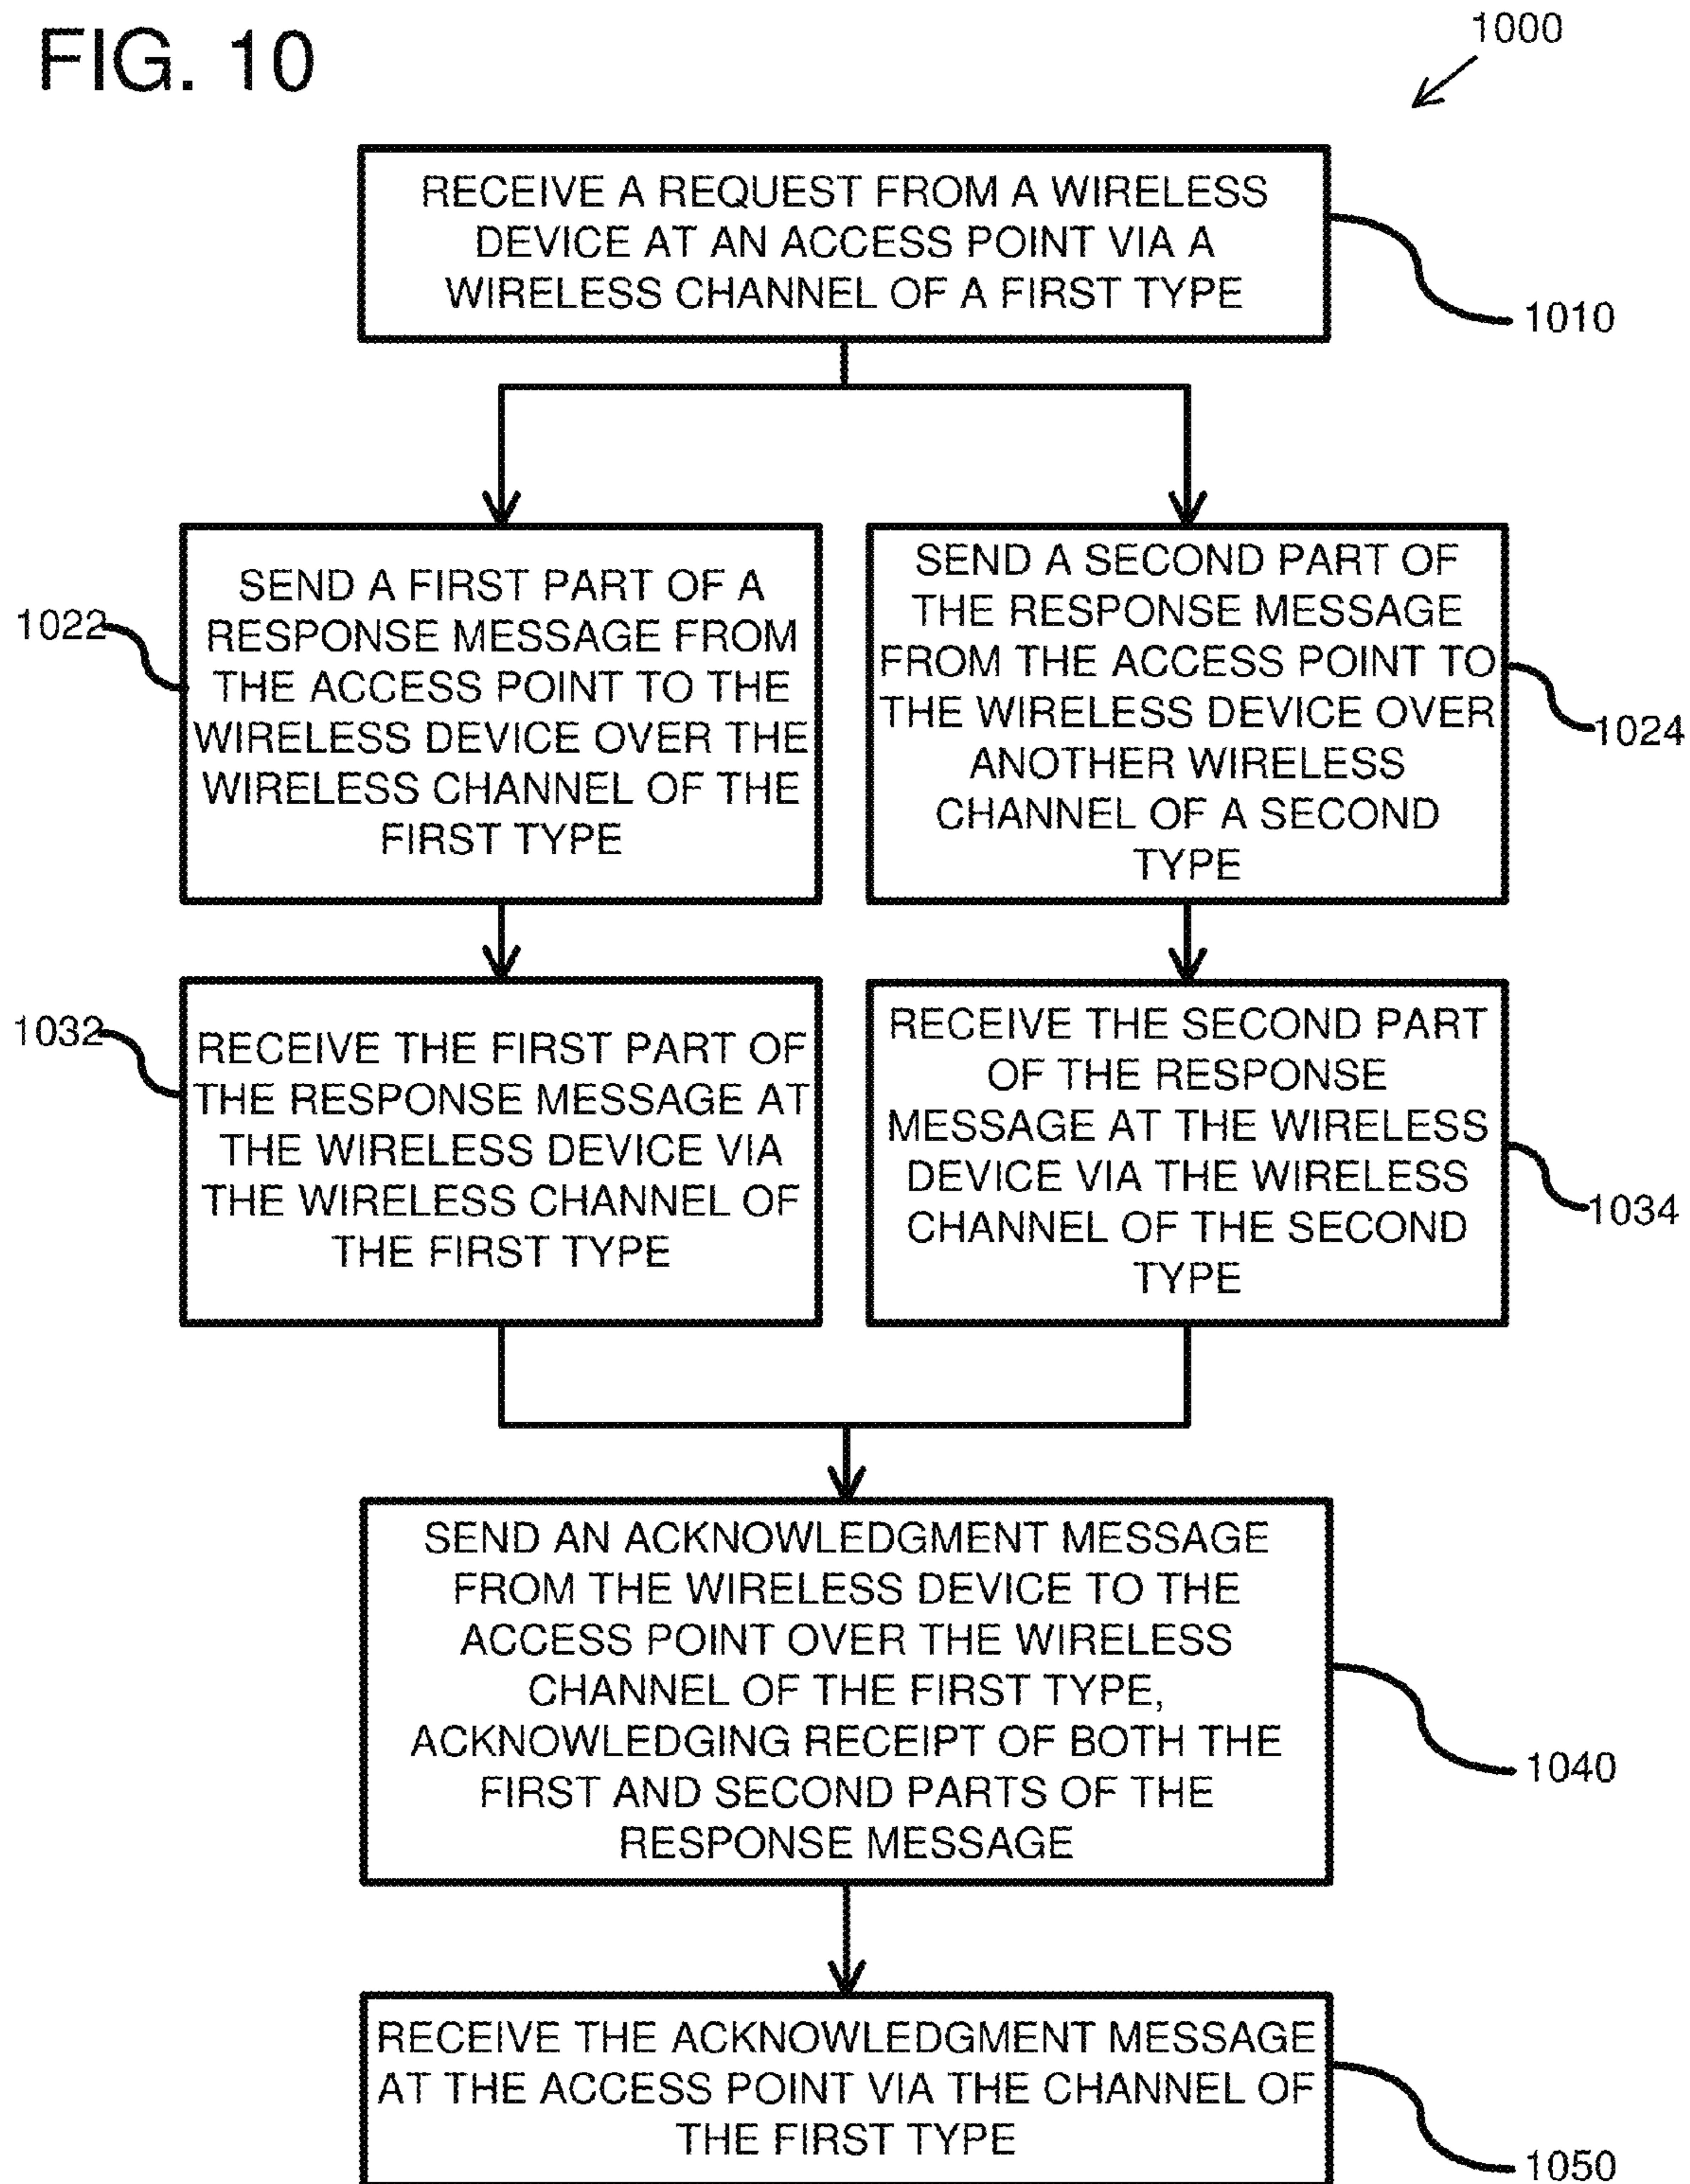 FIG. 10
1000
RECEIVE A REQUEST FROM A WIRELESS
DEVICE AT AN ACCESS POINT VIA A
WIRELESS CHANNEL OF A FIRST TYPE
1010
1022
SEND A FIRST PART OF A
RESPONSE MESSAGE FROM
THE ACCESS POINT TO THE
WIRELESS DEVICE OVER THE
WIRELESS CHANNEL OF THE
FIRST TYPE
SEND A SECOND PART OF
THE RESPONSE MESSAGE
FROM THE ACCESS POINT TO
THE WIRELESS DEVICE OVER
ANOTHER WIRELESS
CHANNEL OF A SECOND
TYPE
1024
1032
RECEIVE THE FIRST PART OF
THE RESPONSE MESSAGE AT
THE WIRELESS DEVICE VIA
THE WIRELESS CHANNEL OF
THE FIRST TYPE
RECEIVE THE SECOND PART
OF THE RESPONSE
MESSAGE AT THE WIRELESS
DEVICE VIA THE WIRELESS
CHANNEL OF THE SECOND
TYPE
1034
SEND AN ACKNOWLEDGMENT MESSAGE
FROM THE WIRELESS DEVICE TO THE
ACCESS POINT OVER THE WIRELESS
CHANNEL OF THE FIRST TYPE,
ACKNOWLEDGING RECEIPT OF BOTH THE
FIRST AND SECOND PARTS OF THE
RESPONSE MESSAGE
1040
RECEIVE THE ACKNOWLEDGMENT MESSAGE
AT THE ACCESS POINT VIA THE CHANNEL OF
THE FIRST TYPE
1050